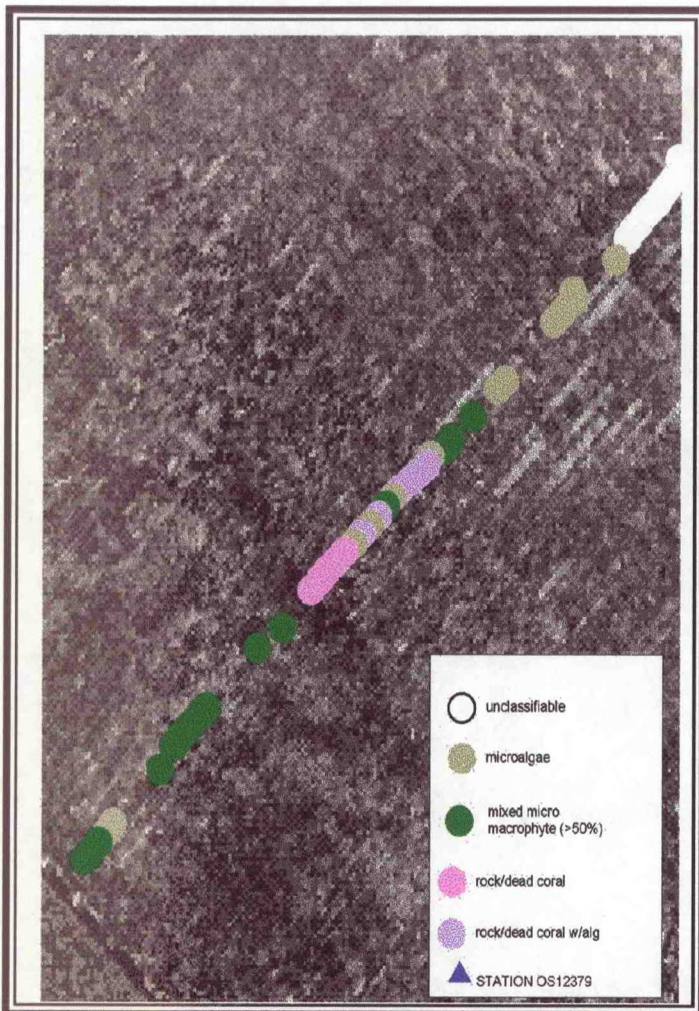 unclassifiable
microalgae
mixed micro
macrophyte (>50%)
rock/dead coral
rock/dead coral w/alg
STATION OS12379